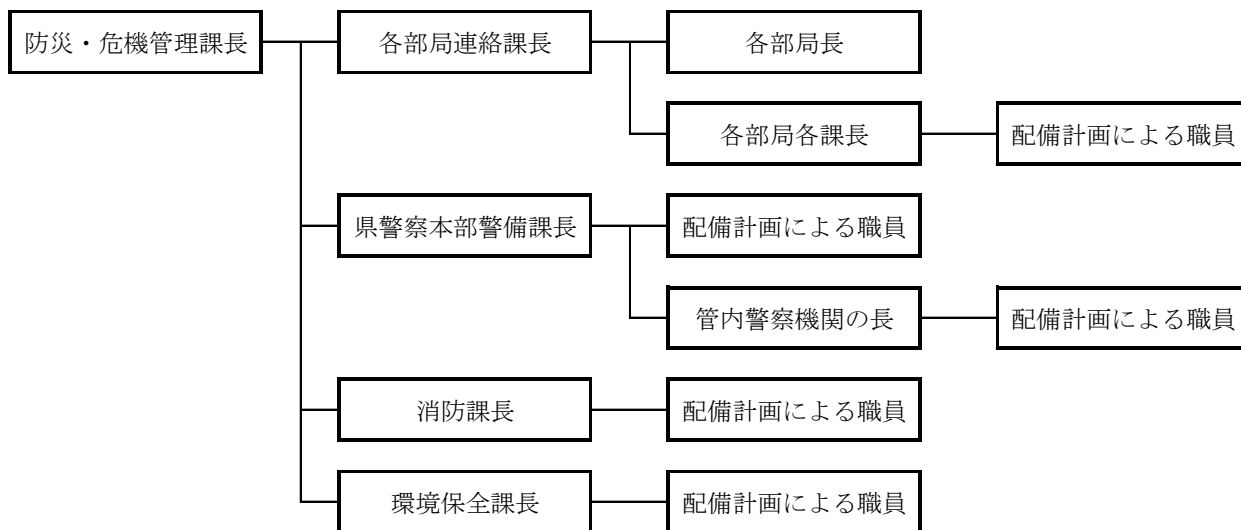 防災・危機管理課長
各部局連絡課長
各部局長
各部局各課長
配備計画による職員
県警察本部警備課長
配備計画による職員
管内警察機関の長
配備計画による職員
消防課長
配備計画による職員
環境保全課長
配備計画による職員